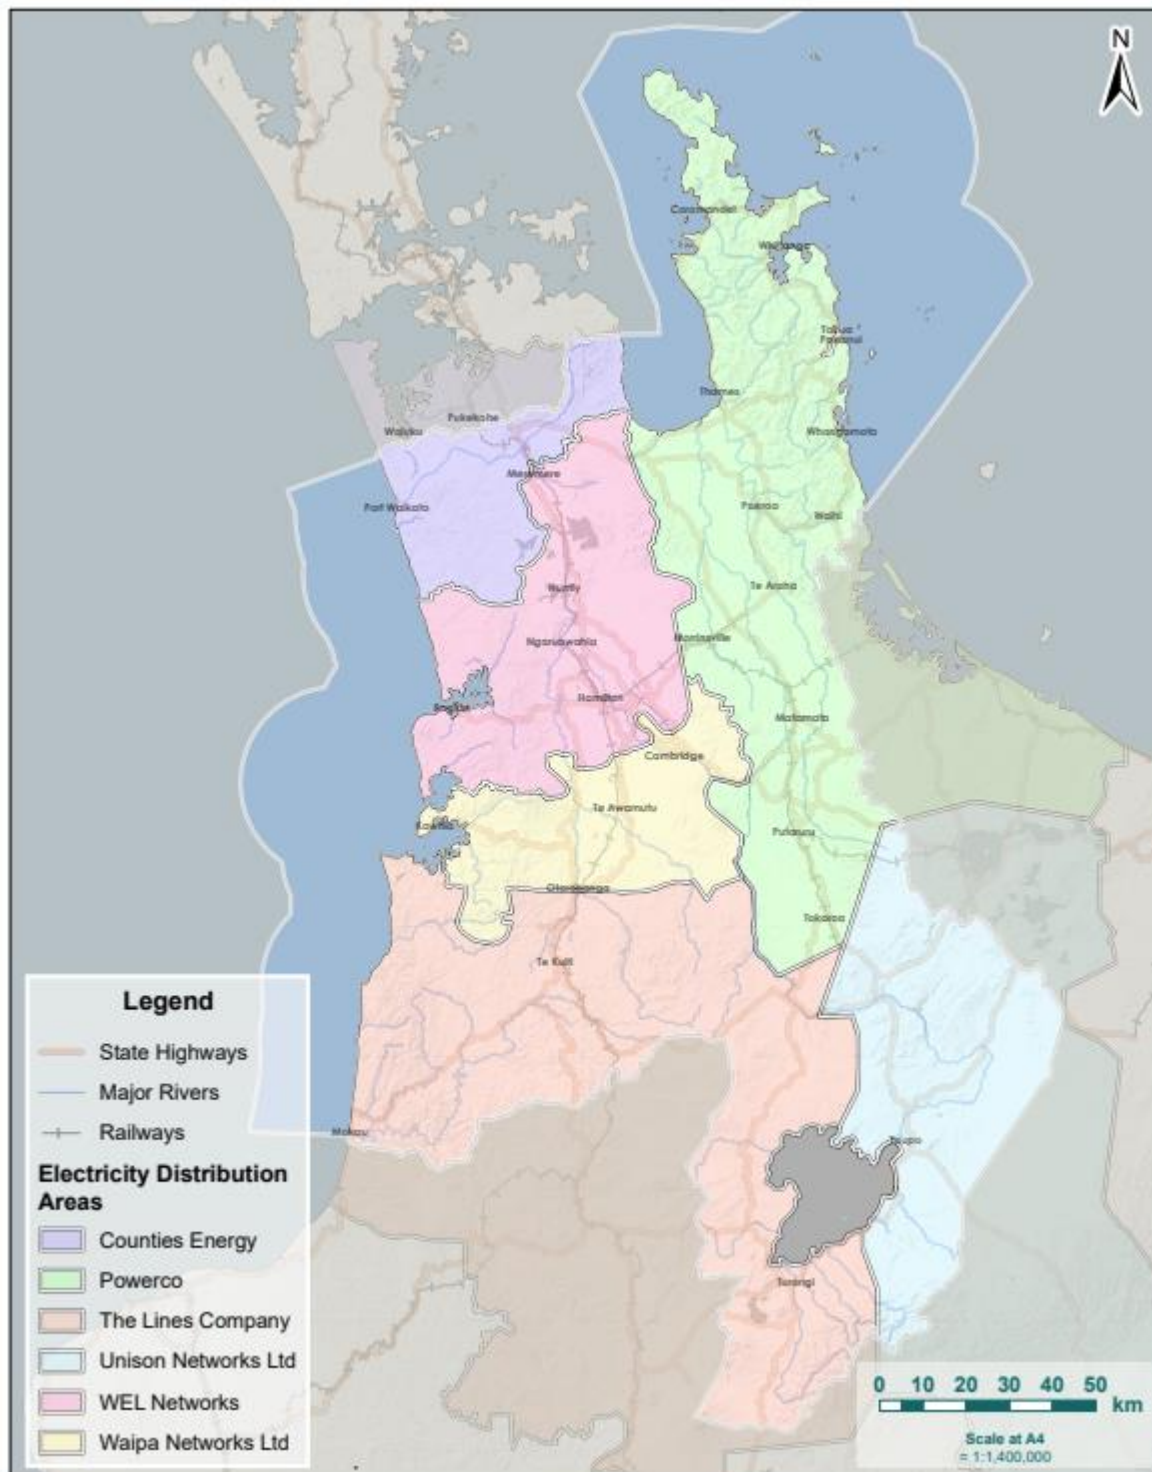 N
Coromandel
Whitianga
Tairua
Pauanui
Thames
Pukekohe
Waiuku
Whangamata
Meremere
Port Waikato
Paeroa
Waihi
Huntly
Te Aroha
Ngaruawahia
Morrinsville
Hamilton
Raglan
Matamata
Cambridge
Te Awamutu
Kawhia
Putaruru
Otorohanga
Tokoroa
Te Kuiti
Mokau
Taupo
Turangi
Legend
State Highways
Major Rivers
Railways
Electricity Distribution
Areas
Counties Energy
Powerco
The Lines Company
Unison Networks Ltd
WEL Networks
Waipa Networks Ltd
0 10 20 30 40 50
km
Scale at A4
= 1:1,400,000